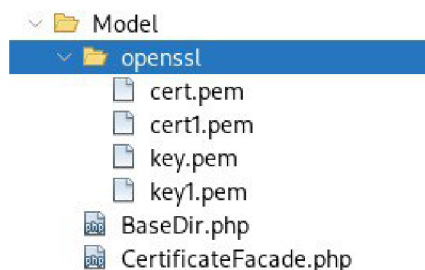 Model
openssl
cert.pem
cert1.pem
key.pem
key1.pem
BaseDir.php
CertificateFacade.php